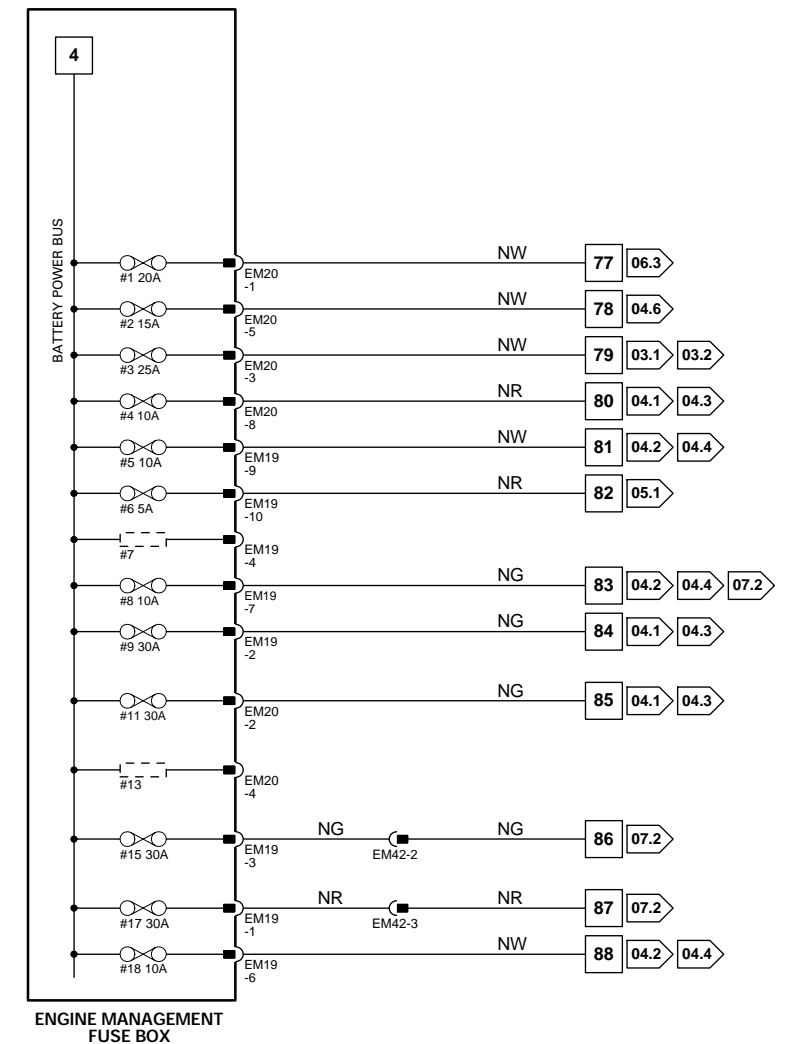 4
BATTERY POWER BUS
#1 20A
EM20
-1
NW
77 06.3
#2 15A
EM20
-5
NW
78 04.6
#3 25A
EM20
-3
NW
79 03.1 03.2
#4 10A
EM20
-8
NR
80 04.1 04.3
#5 10A
EM19
-9
NW
81 04.2 04.4
#6 5A
EM19
-10
NR
82 05.1
#7
EM19
-4
#8 10A
EM19
-7
NG
83 04.2 04.4 07.2
#9 30A
EM19
-2
NG
84 04.1 04.3
#11 30A
EM20
-2
NG
85 04.1 04.3
#13
EM20
-4
#15 30A
EM19
-3
NG
EM42-2
NG
86 07.2
#17 30A
EM19
-1
NR
EM42-3
NR
87 07.2
#18 10A
EM19
-6
NW
88 04.2 04.4
ENGINE MANAGEMENT
FUSE BOX